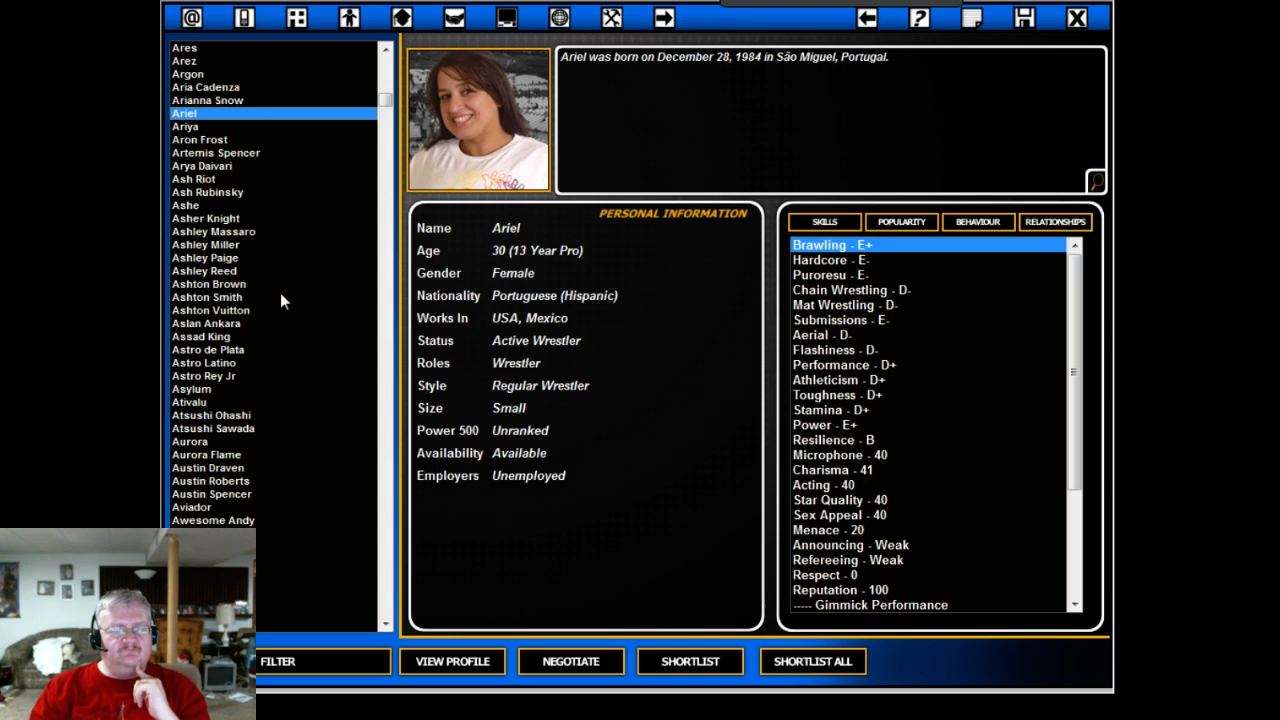 Ares
Arez
Argon
Aria Cadenza
Arianna Snow
Ariel
Ariya
Aron Frost
Artemis Spencer
Arya Daivari
Ash Riot
Ash Rubinsky
Ashe
Asher Knight
Ashley Massaro
Ashley Miller
Ashley Paige
Ashley Reed
Ashton Brown
Ashton Smith
Ashton Vuitton
Aslan Ankara
Assad King
Astro de Plata
Astro Latino
Astro Rey Jr
Asylum
Ativalu
Atsushi Ohashi
Atsushi Sawada
Aurora
Aurora Flame
Austin Draven
Austin Roberts
Austin Spencer
Aviador
Awesome Andy
Ariel was born on December 28, 1984 in São Miguel, Portugal.
PERSONAL INFORMATION
Name Ariel
Age 30 (13 Year Pro)
Gender Female
Nationality Portuguese (Hispanic)
Works In USA, Mexico
Status Active Wrestler
Roles Wrestler
Style Regular Wrestler
Size Small
Power 500 Unranked
Availability Available
Employers Unemployed
SKILLS POPULARITY BEHAVIOUR RELATIONSHIPS
Brawling - E+
Hardcore - E-
Puroresu - E-
Chain Wrestling - D-
Mat Wrestling - D-
Submissions - E-
Aerial - D-
Flashiness - D-
Performance - D+
Athleticism - D+
Toughness - D+
Stamina - D+
Power - E+
Resilience - B
Microphone - 40
Charisma - 41
Acting - 40
Star Quality - 40
Sex Appeal - 40
Menace - 20
Announcing - Weak
Refereeing - Weak
Respect - 0
Reputation - 100
----- Gimmick Performance
FILTER VIEW PROFILE NEGOTIATE SHORTLIST SHORTLIST ALL